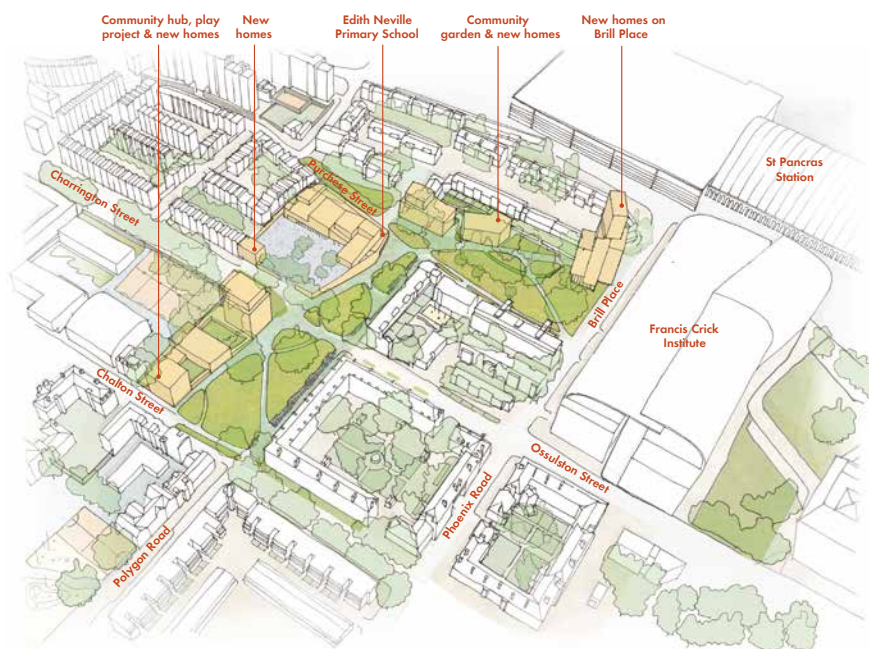 Community hub, play
project & new homes
New
homes
Edith Neville
Primary School
Community
garden & new homes
New homes on
Brill Place
St Pancras
Station
Purchese Street
Charrington Street
Brill Place
Francis Crick
Institute
Chalton Street
Ossulston Street
Phoenix Road
Polygon Road